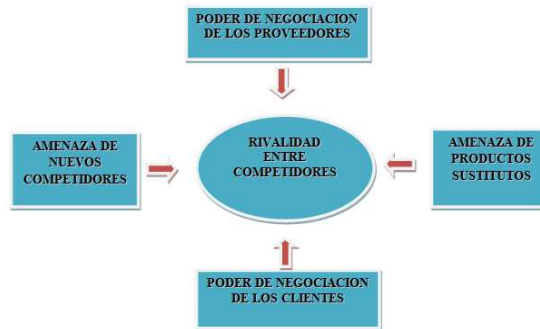 PODER DE NEGOCIACION
DE LOS PROVEEDORES
AMENAZA DE
NUEVOS
COMPETIDORES
RIVALIDAD
ENTRE
COMPETIDORES
AMENAZA DE
PRODUCTOS
SUSTITUTOS
PODER DE NEGOCIACION
DE LOS CLIENTES